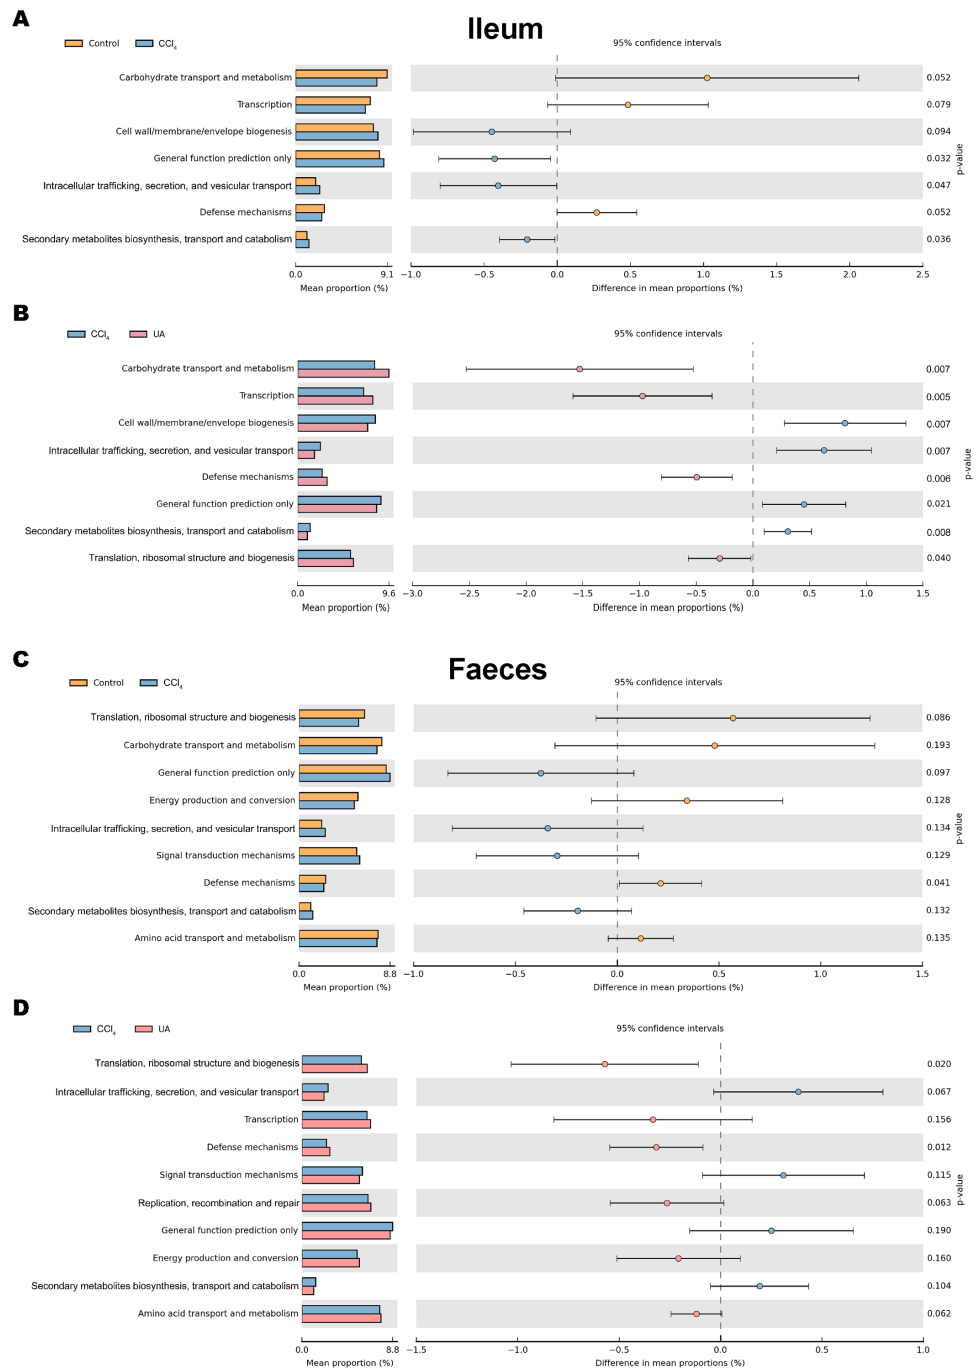 A
Ileum
Control CCl4 95% confidence intervals
Carbohydrate transport and metabolism 0.052
Transcription 0.079
Cell wall/membrane/envelope biogenesis 0.094
General function prediction only 0.032
Intracellular trafficking, secretion, and vesicular transport 0.047
Defense mechanisms 0.052
Secondary metabolites biosynthesis, transport and catabolism 0.036
p-value
0.0 9.1 −1.0 −0.5 0.0 0.5 1.0 1.5 2.0 2.5
Mean proportion (%) Difference in mean proportions (%)
B
CCl4 UA 95% confidence intervals
Carbohydrate transport and metabolism 0.007
Transcription 0.005
Cell wall/membrane/envelope biogenesis 0.007
Intracellular trafficking, secretion, and vesicular transport 0.007
Defense mechanisms 0.006
General function prediction only 0.021
Secondary metabolites biosynthesis, transport and catabolism 0.008
Translation, ribosomal structure and biogenesis 0.040
p-value
0.0 9.6 −3.0 −2.5 −2.0 −1.5 −1.0 −0.5 0.0 0.5 1.0 1.5
Mean proportion (%) Difference in mean proportions (%)
C
Faeces
Control CCl4 95% confidence intervals
Translation, ribosomal structure and biogenesis 0.086
Carbohydrate transport and metabolism 0.193
General function prediction only 0.097
Energy production and conversion 0.128
Intracellular trafficking, secretion, and vesicular transport 0.134
Signal transduction mechanisms 0.129
Defense mechanisms 0.041
Secondary metabolites biosynthesis, transport and catabolism 0.132
Amino acid transport and metabolism 0.135
p-value
0.0 8.8 −1.0 −0.5 0.0 0.5 1.0 1.5
Mean proportion (%) Difference in mean proportions (%)
D
CCl4 UA 95% confidence intervals
Translation, ribosomal structure and biogenesis 0.020
Intracellular trafficking, secretion, and vesicular transport 0.067
Transcription 0.156
Defense mechanisms 0.012
Signal transduction mechanisms 0.115
Replication, recombination and repair 0.063
General function prediction only 0.190
Energy production and conversion 0.160
Secondary metabolites biosynthesis, transport and catabolism 0.104
Amino acid transport and metabolism 0.062
p-value
0.0 8.8 −1.5 −1.0 −0.5 0.0 0.5 1.0
Mean proportion (%) Difference in mean proportions (%)